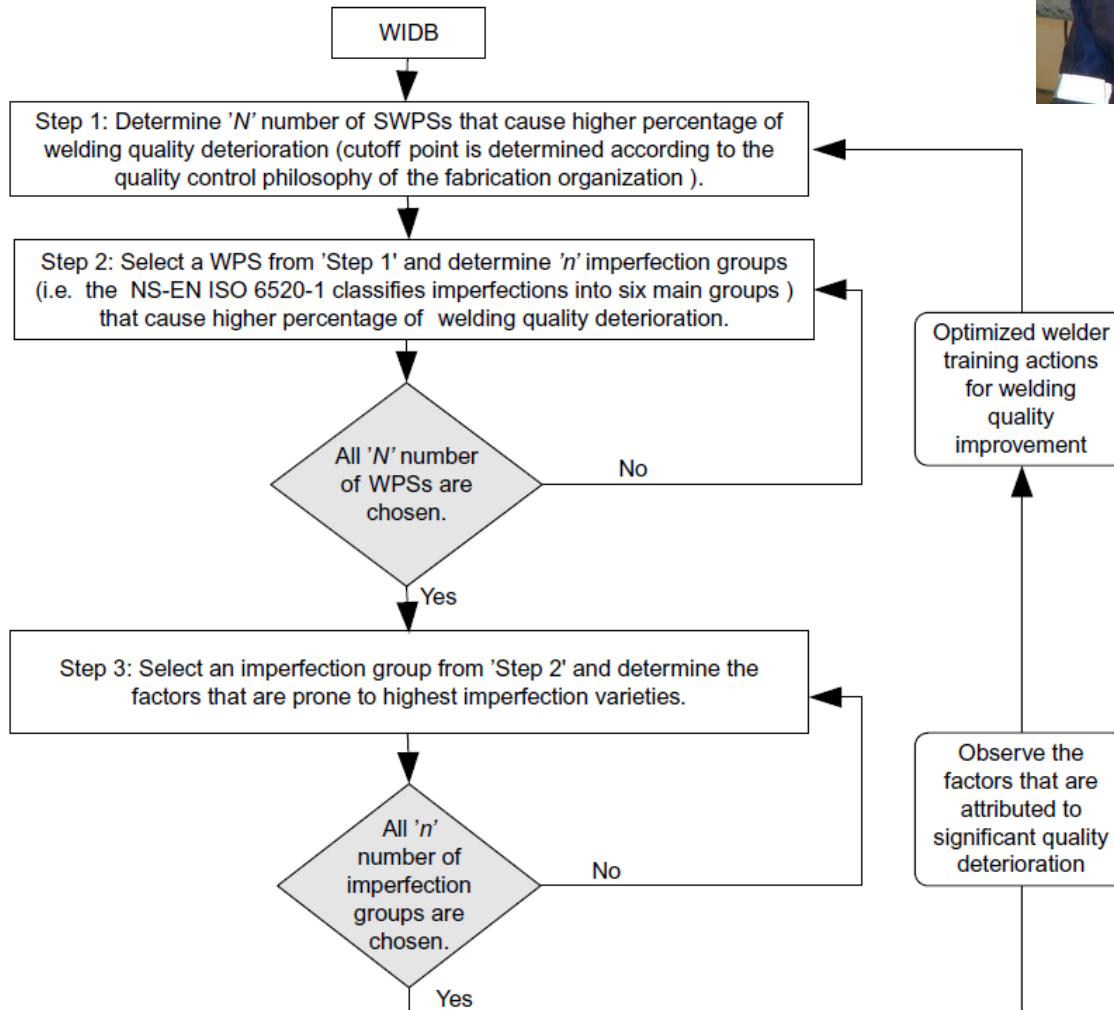 WIDB
Step 1: Determine 'N' number of SWPSs that cause higher percentage of
welding quality deterioration (cutoff point is determined according to the
quality control philosophy of the fabrication organization ).
Step 2: Select a WPS from 'Step 1' and determine 'n' imperfection groups
(i.e. the NS-EN ISO 6520-1 classifies imperfections into six main groups )
that cause higher percentage of welding quality deterioration.
All 'N' number
of WPSs are
chosen.
No
Yes
Step 3: Select an imperfection group from 'Step 2' and determine the
factors that are prone to highest imperfection varieties.
All 'n'
number of
imperfection
groups are
chosen.
No
Yes
Observe the
factors that are
attributed to
significant quality
deterioration
Optimized welder
training actions
for welding
quality
improvement